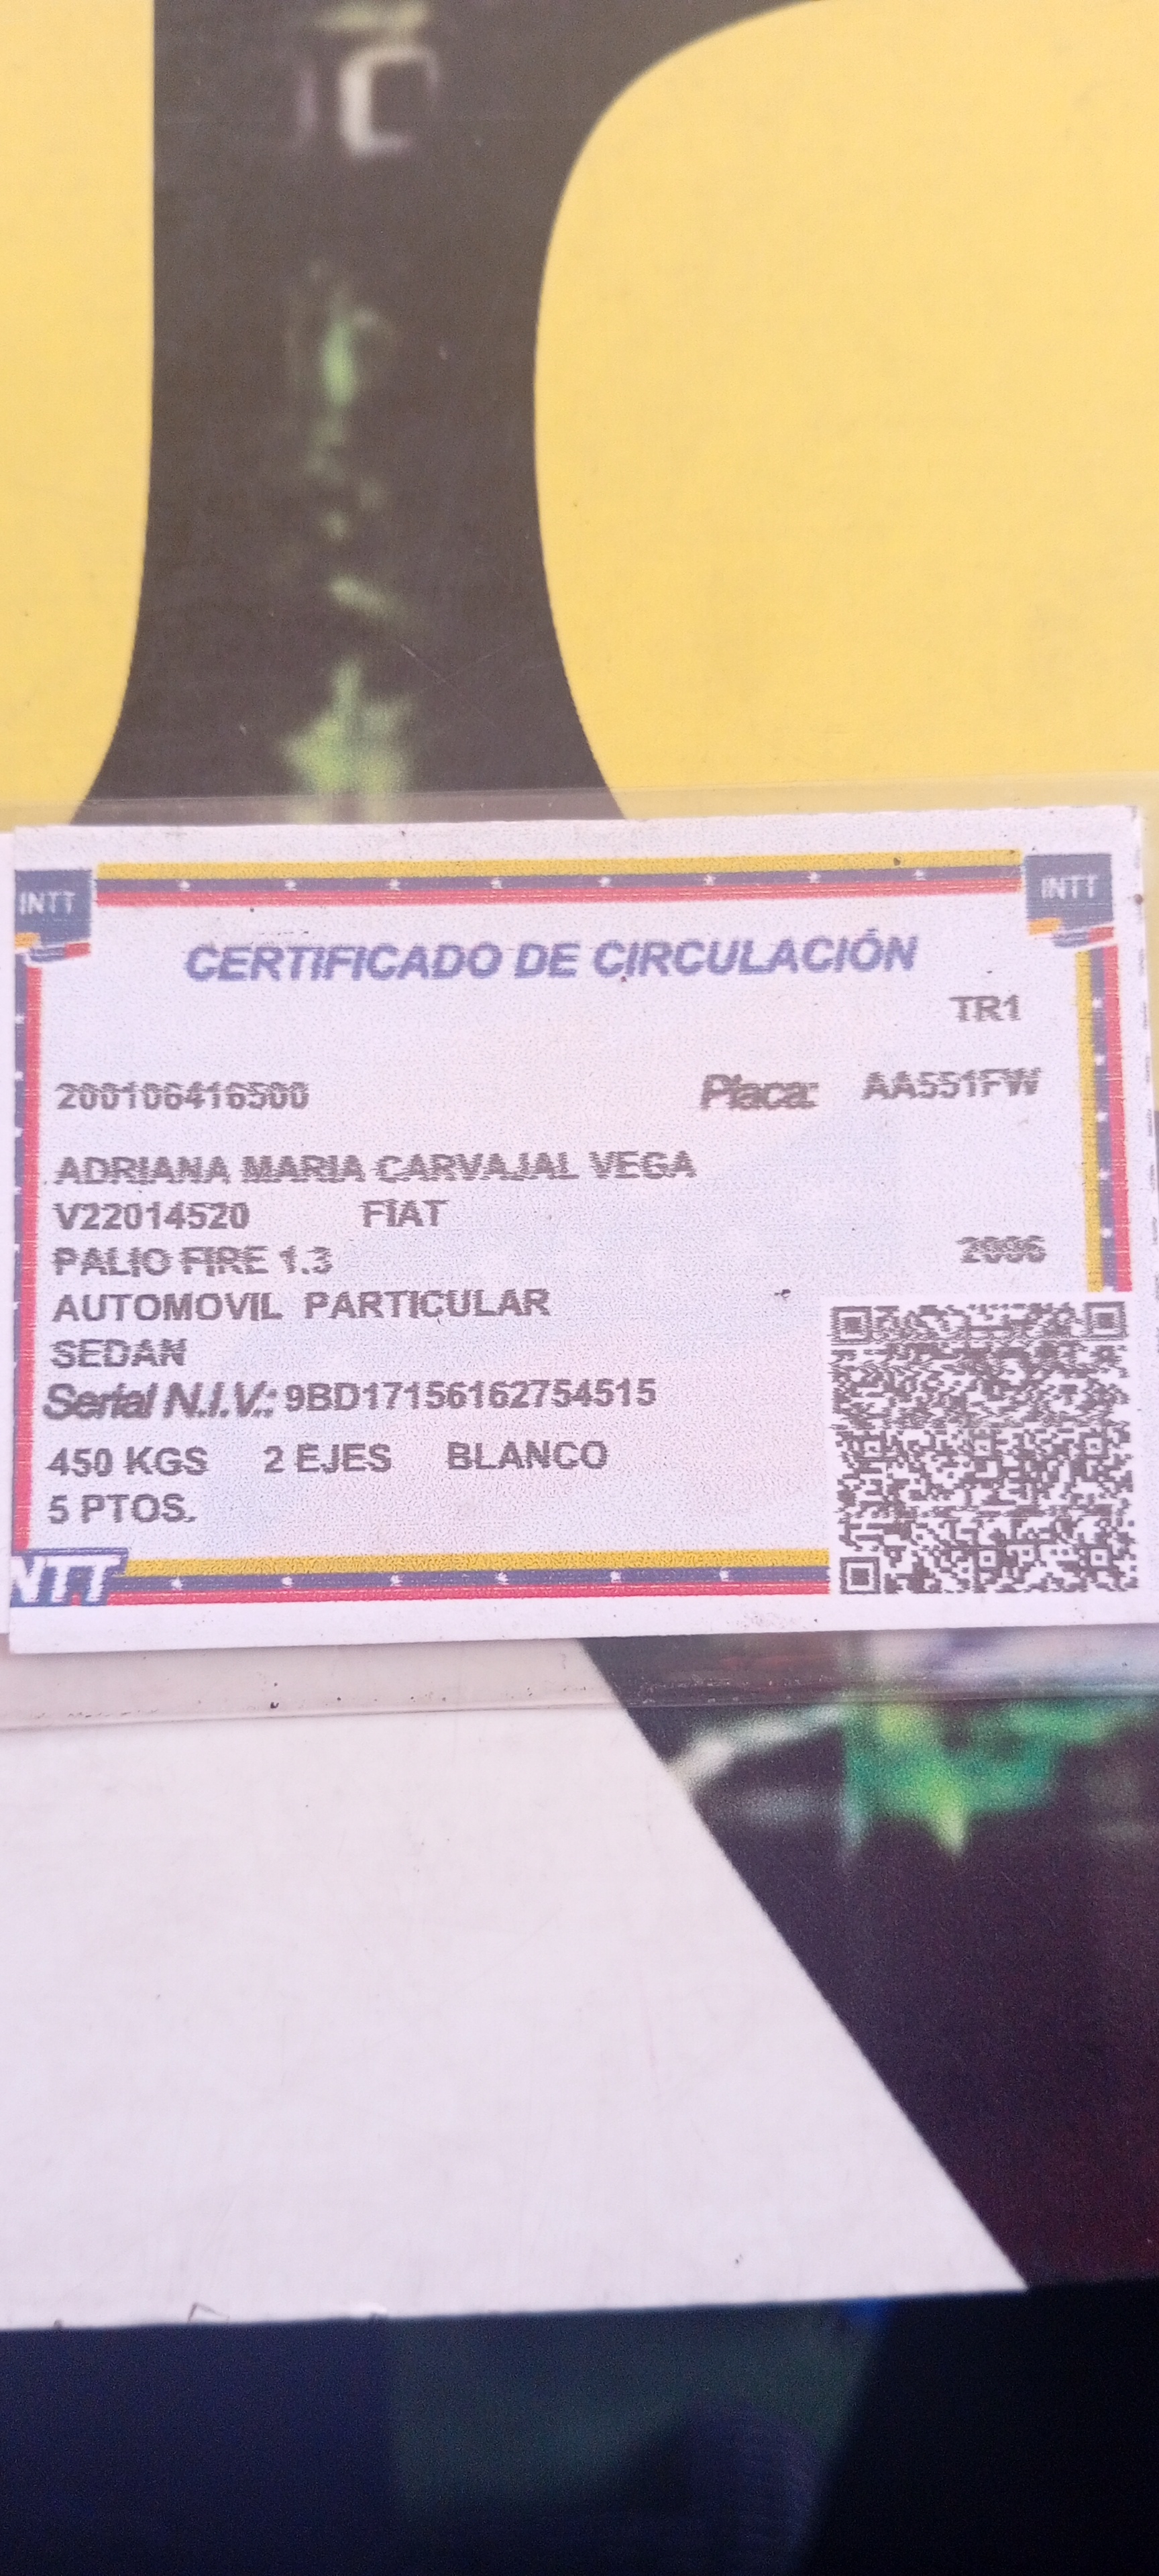 INTT INTT
CERTIFICADO DE CIRCULACIÓN
TR1
200106416500 Placa: AA551FW
ADRIANA MARIA CARVAJAL VEGA
V22014520 FIAT
PALIO FIRE 1.3 2006
AUTOMOVIL PARTICULAR
SEDAN
Serial N.I.V.: 9BD17156162754515
450 KGS 2 EJES BLANCO
5 PTOS.
NTT